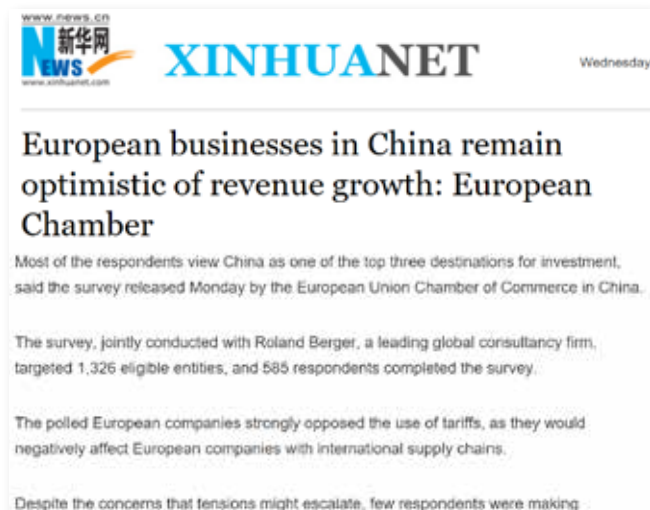 www.news.cn
新华网
NEWS
www.xinhuanet.com
XINHUANET
Wednesday
European businesses in China remain
optimistic of revenue growth: European
Chamber
Most of the respondents view China as one of the top three destinations for investment,
said the survey released Monday by the European Union Chamber of Commerce in China.
The survey, jointly conducted with Roland Berger, a leading global consultancy firm,
targeted 1,326 eligible entities, and 585 respondents completed the survey.
The polled European companies strongly opposed the use of tariffs, as they would
negatively affect European companies with international supply chains.
Despite the concerns that tensions might escalate, few respondents were making